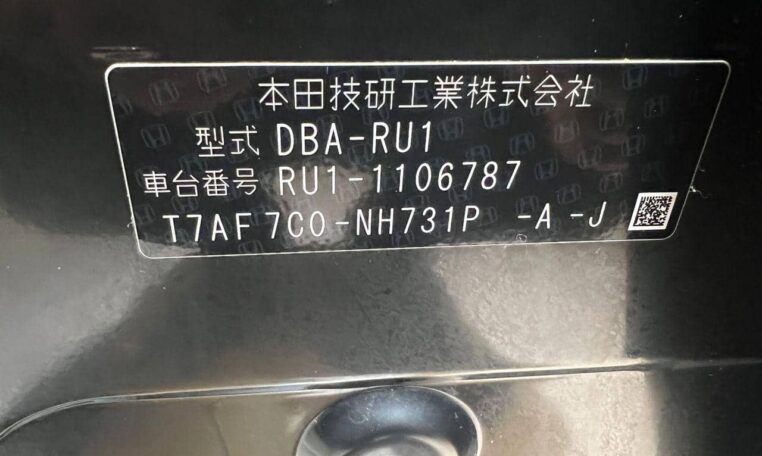 本田技研工業株式会社
型式 DBA-RU1
車台番号 RU1-1106787
T7AF7C0-NH731P -A -J